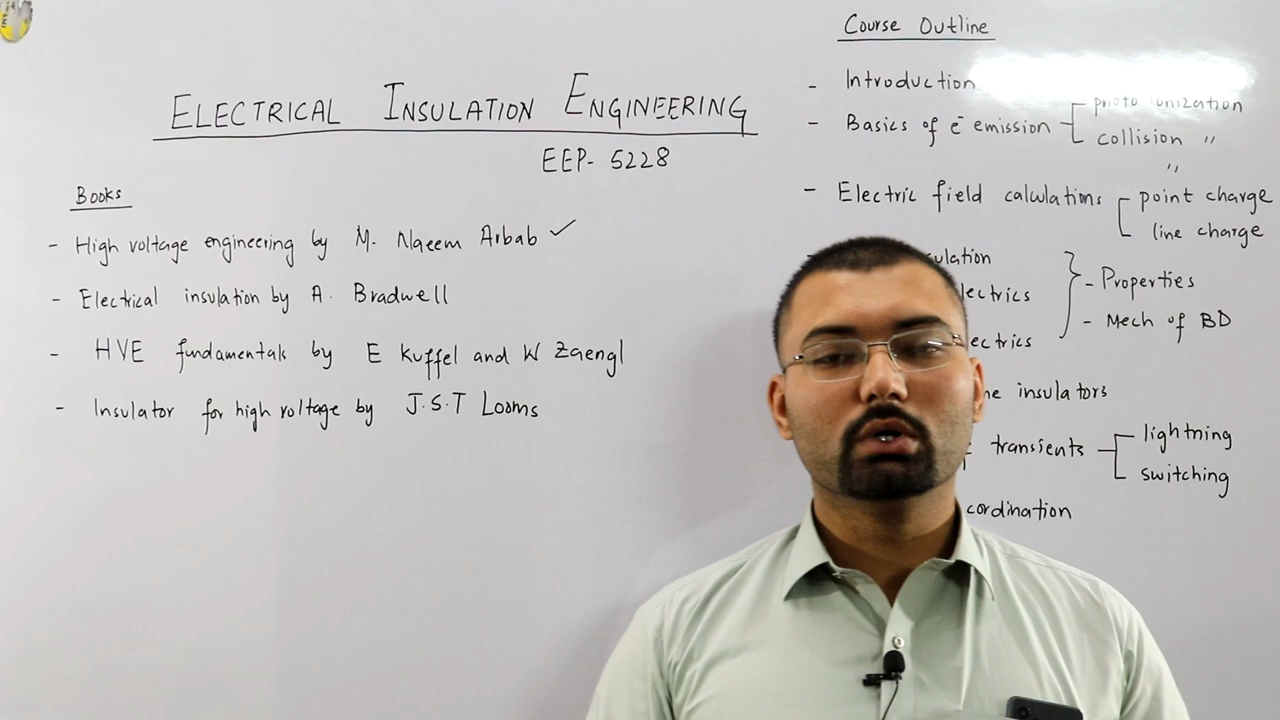 ELECTRICAL INSULATION ENGINEERING
EEP- 5228
Books
- High voltage engineering by M. Naeem Arbab ✓
- Electrical insulation by A. Bradwell
- HVE fundamentals by E Kuffel and W Zaengl
- Insulator for high voltage by J.S.T Looms
Course Outline
- Introduction
- Basics of e⁻ emission
photo ionization
collision "
"
- Electric field calculations
point charge
line charge
- Properties
- Mech of BD
insulators
transients
lightning
switching
cordination